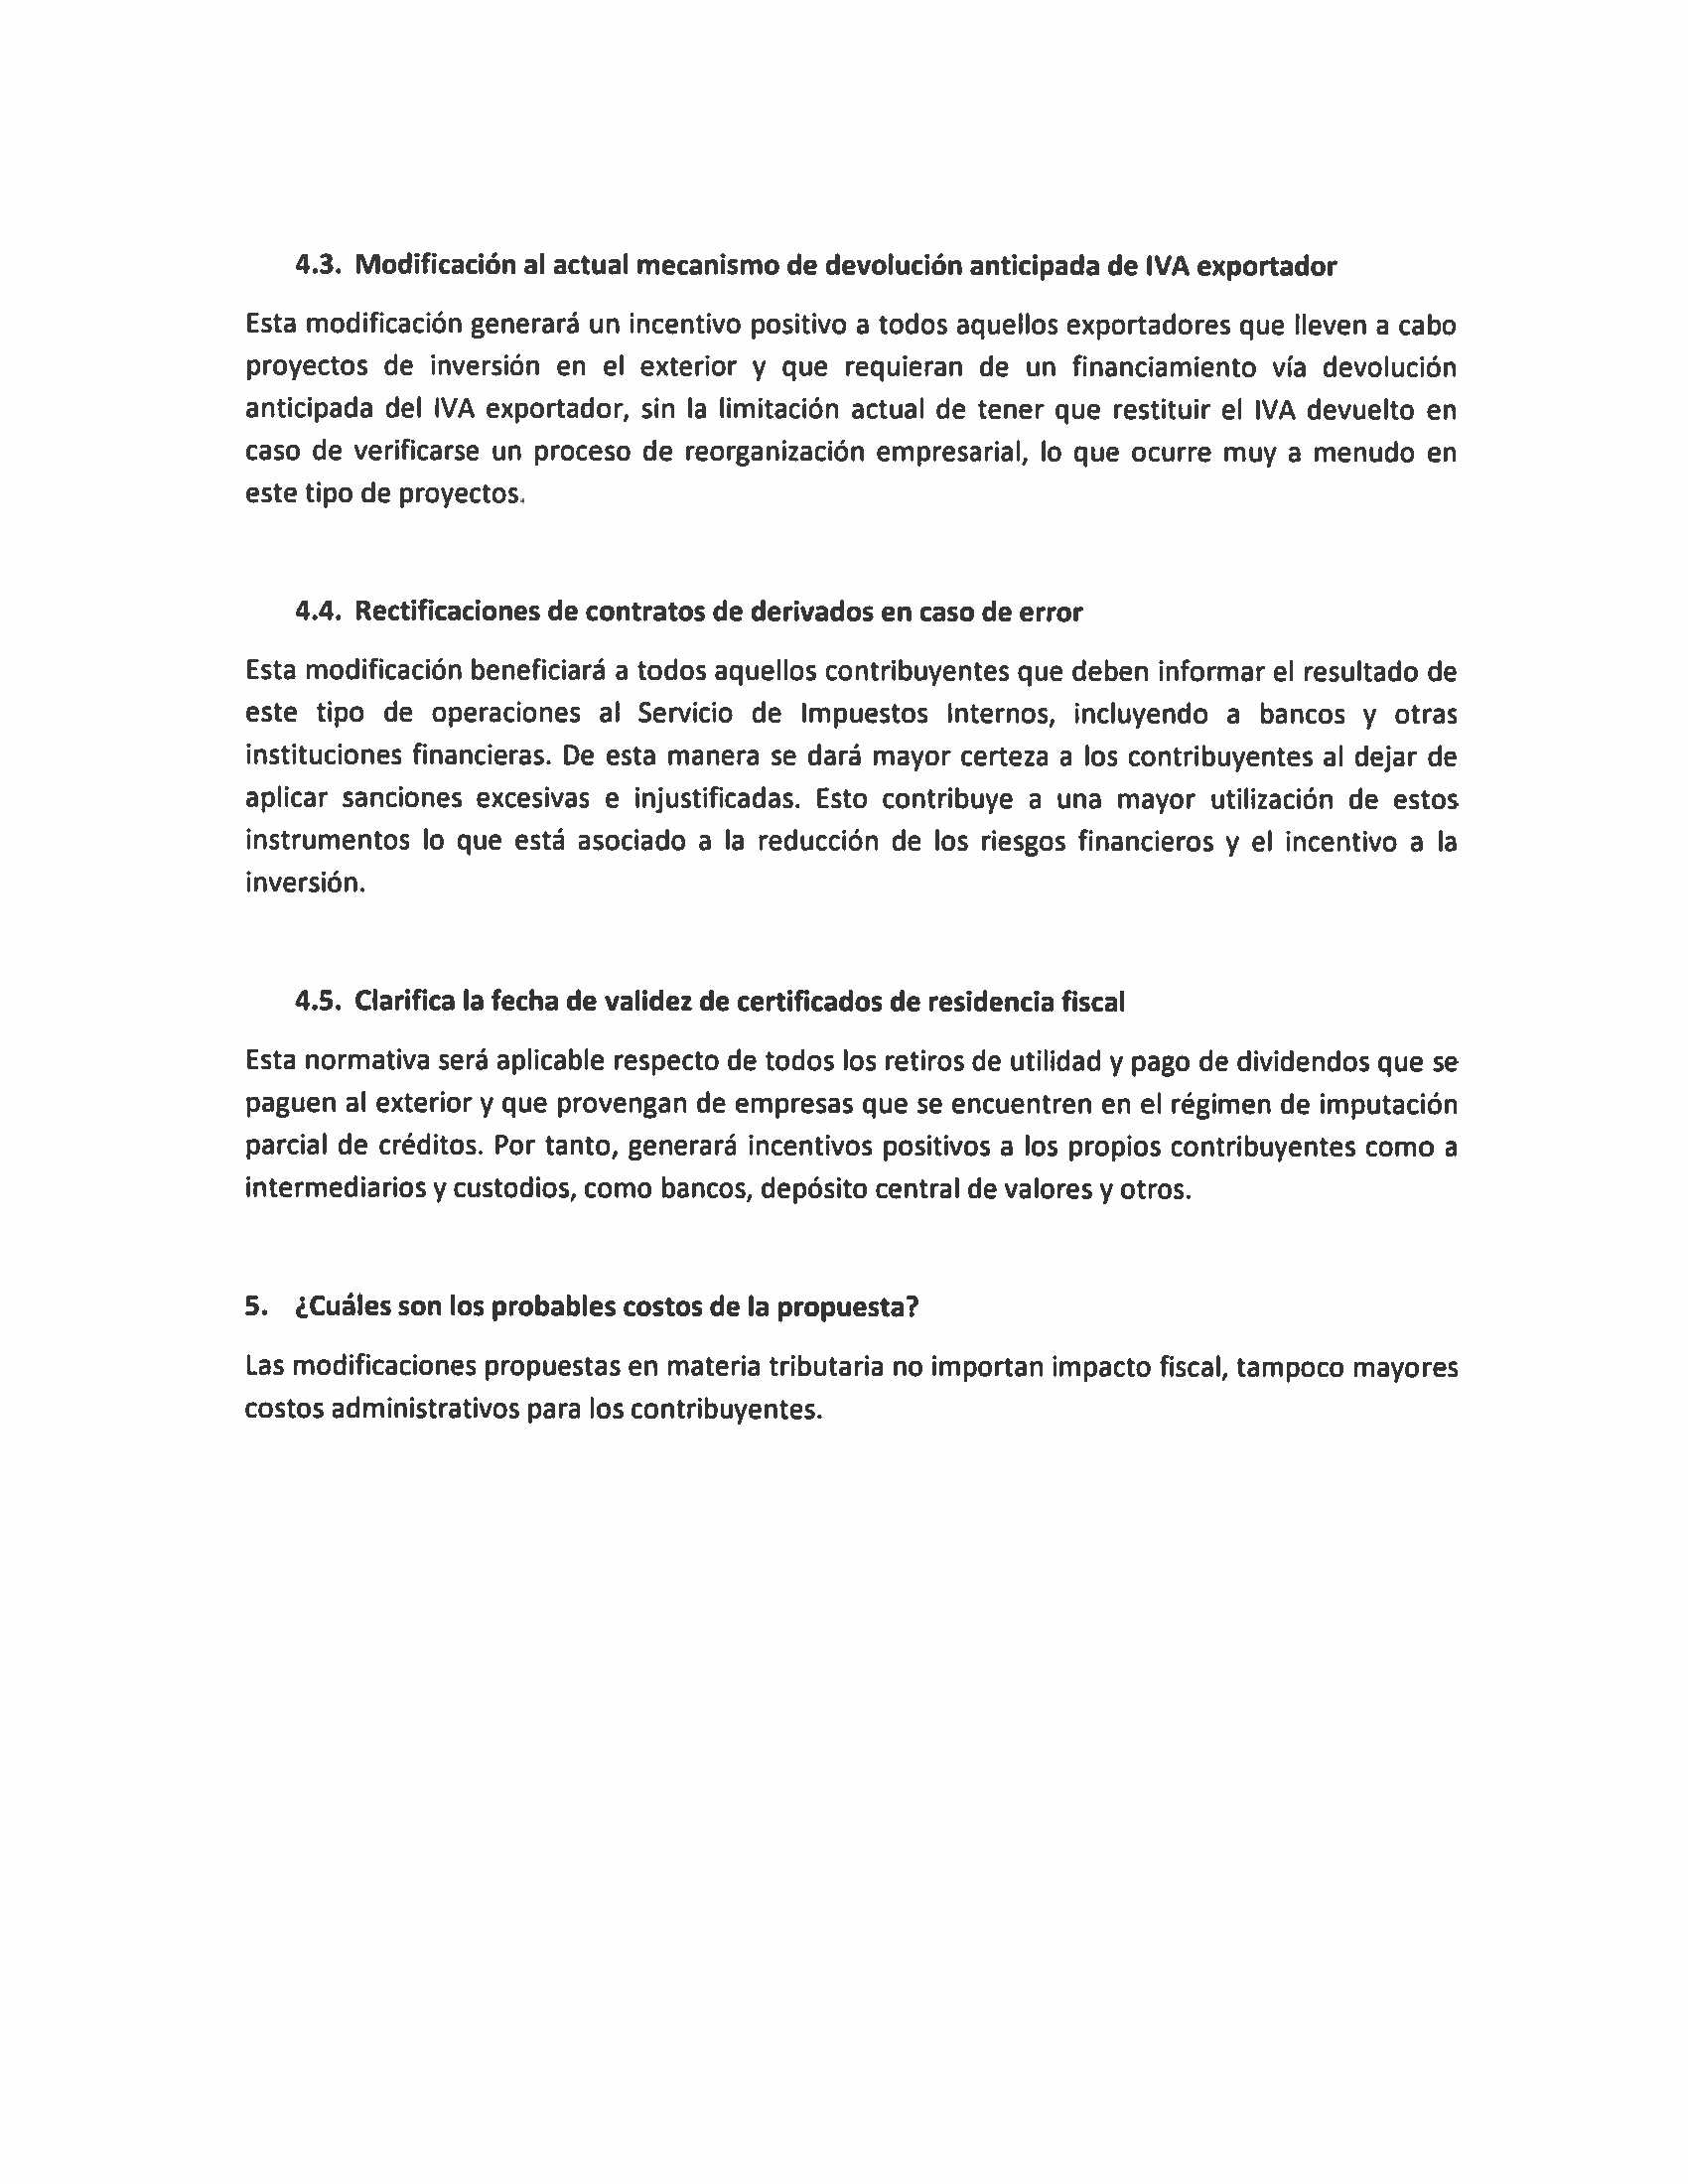 4.3. Modificación al actual mecanismo de devolución anticipada de IVA exportador
Esta modificación generará un incentivo positivo a todos aquellos exportadores que lleven a cabo
proyectos de inversión en el exterior y que requieran de un financiamiento vía devolución
anticipada del IVA exportador, sin la limitación actual de tener que restituir el IVA devuelto en
caso de verificarse un proceso de reorganización empresarial, lo que ocurre muy a menudo en
este tipo de proyectos.
4.4. Rectificaciones de contratos de derivados en caso de error
Esta modificación beneficiará a todos aquellos contribuyentes que deben informar el resultado de
este tipo de operaciones al Servicio de Impuestos Internos, incluyendo a bancos y otras
instituciones financieras. De esta manera se dará mayor certeza a los contribuyentes al dejar de
aplicar sanciones excesivas e injustificadas. Esto contribuye a una mayor utilización de estos
instrumentos lo que está asociado a la reducción de los riesgos financieros y el incentivo a la
inversión.
4.5. Clarifica la fecha de validez de certificados de residencia fiscal
Esta normativa será aplicable respecto de todos los retiros de utilidad y pago de dividendos que se
paguen al exterior y que provengan de empresas que se encuentren en el régimen de imputación
parcial de créditos. Por tanto, generará incentivos positivos a los propios contribuyentes como a
intermediarios y custodios, como bancos, depósito central de valores y otros.
5. ¿Cuáles son los probables costos de la propuesta?
Las modificaciones propuestas en materia tributaria no importan impacto fiscal, tampoco mayores
costos administrativos para los contribuyentes.